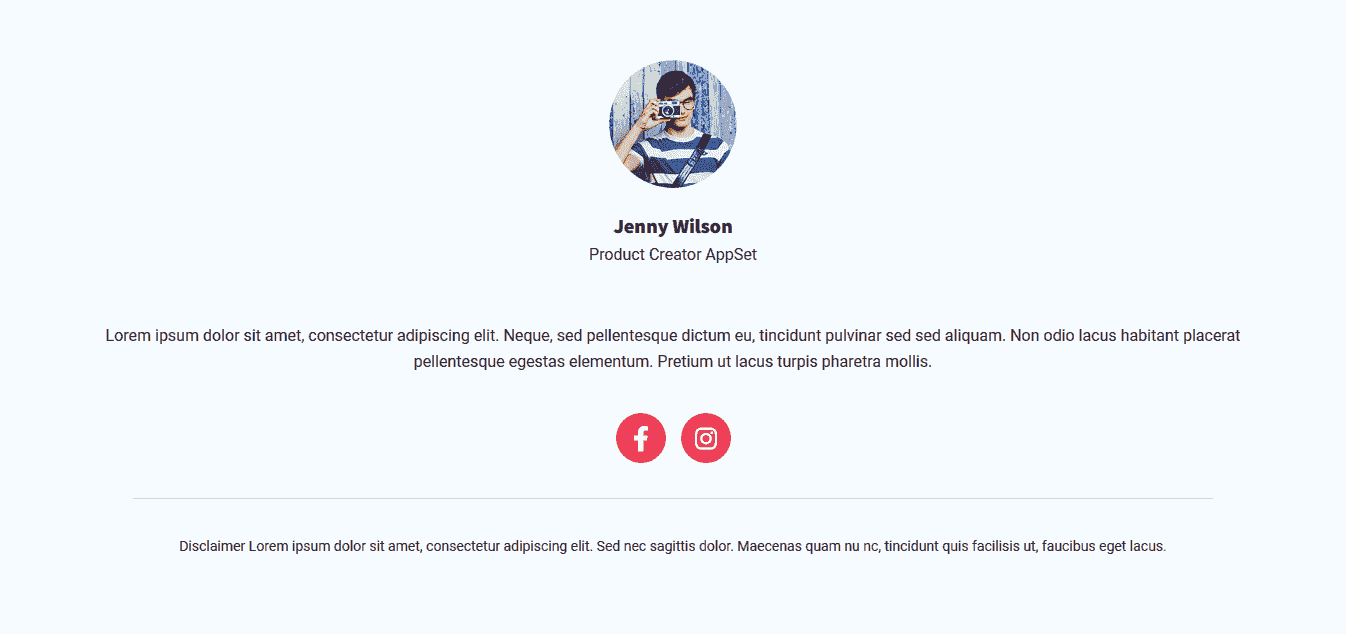 Jenny Wilson
Product Creator AppSet
Lorem ipsum dolor sit amet, consectetur adipiscing elit. Neque, sed pellentesque dictum eu, tincidunt pulvinar sed sed aliquam. Non odio lacus habitant placerat
pellentesque egestas elementum. Pretium ut lacus turpis pharetra mollis.
Disclaimer Lorem ipsum dolor sit amet, consectetur adipiscing elit. Sed nec sagittis dolor. Maecenas quam nu nc, tincidunt quis facilisis ut, faucibus eget lacus.